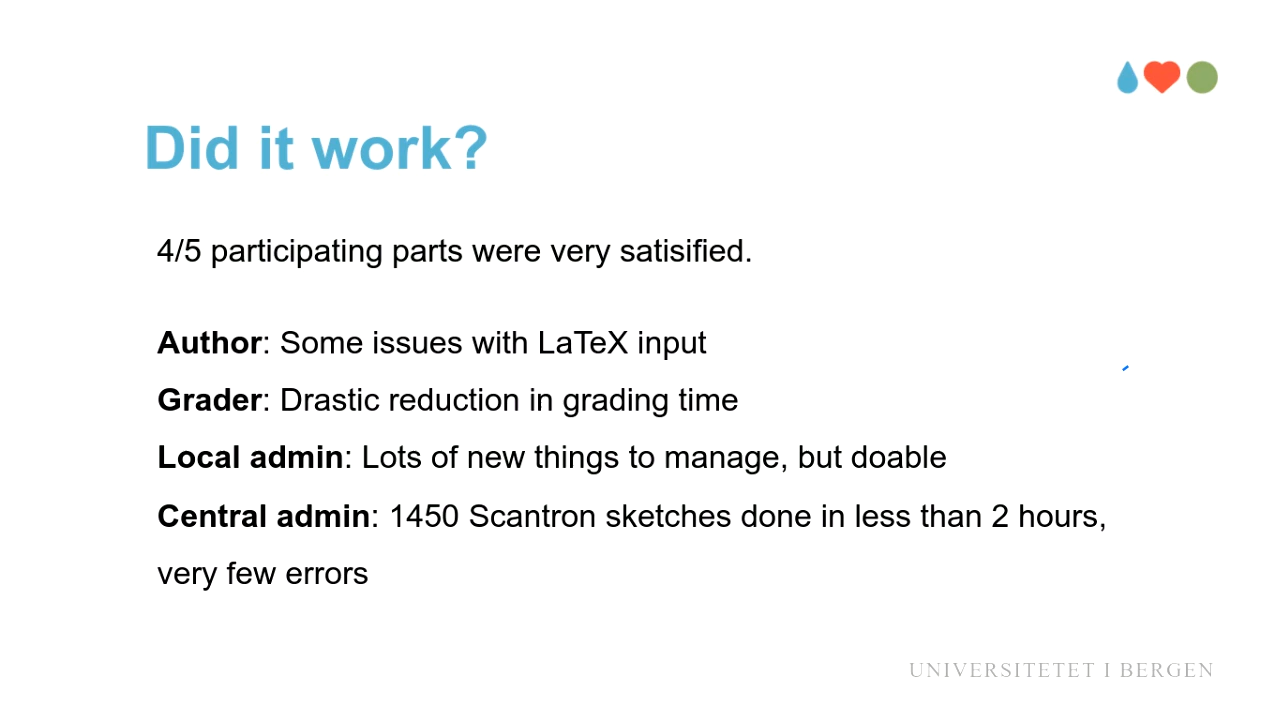 Did it work?
4/5 participating parts were very satisified.
Author: Some issues with LaTeX input
Grader: Drastic reduction in grading time
Local admin: Lots of new things to manage, but doable
Central admin: 1450 Scantron sketches done in less than 2 hours,
very few errors
UNIVERSITETET I BERGEN